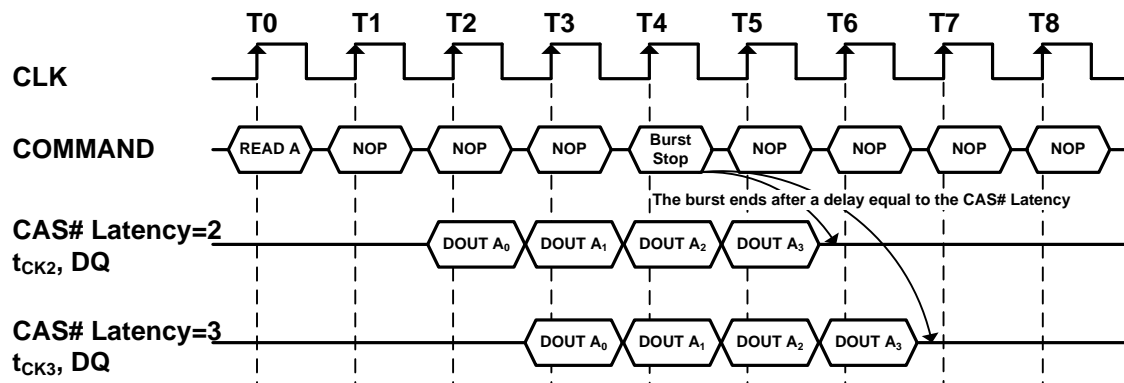 T0 T1 T2 T3 T4 T5 T6 T7 T8
CLK
COMMAND READ A NOP NOP NOP Burst Stop NOP NOP NOP NOP
The burst ends after a delay equal to the CAS# Latency
CAS# Latency=2
tCK2, DQ DOUT A0 DOUT A1 DOUT A2 DOUT A3
CAS# Latency=3
tCK3, DQ DOUT A0 DOUT A1 DOUT A2 DOUT A3